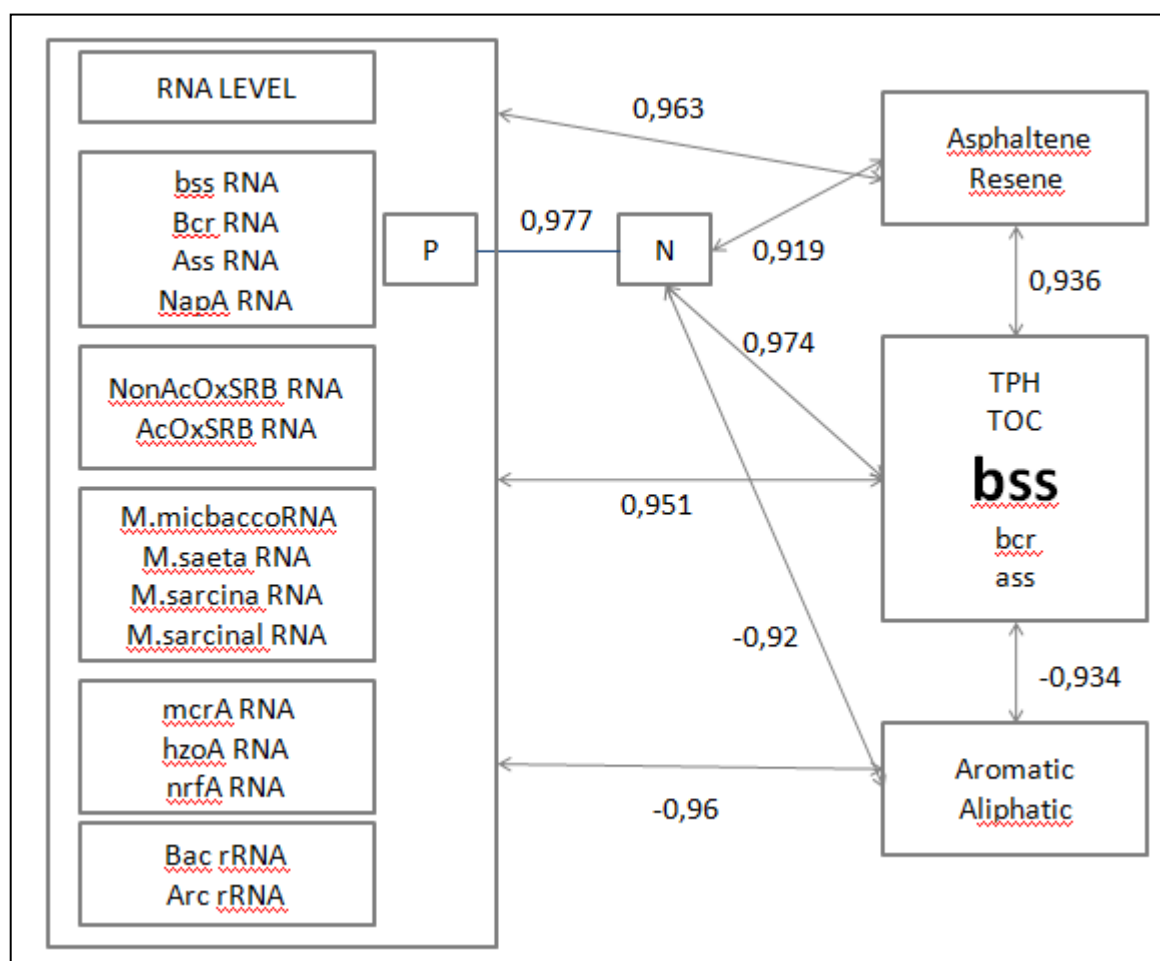 RNA LEVEL
bss RNA
Bcr RNA
Ass RNA
NapA RNA
NonAcOxSRB RNA
AcOxSRB RNA
M.micbaccoRNA
M.saeta RNA
M.sarcina RNA
M.sarcinal RNA
mcrA RNA
hzoA RNA
nrfA RNA
Bac rRNA
Arc rRNA
P
0,977
N
0,963
0,919
0,974
0,951
-0,92
-0,96
Asphaltene
Resene
0,936
TPH
TOC
bss
bcr
ass
-0,934
Aromatic
Aliphatic